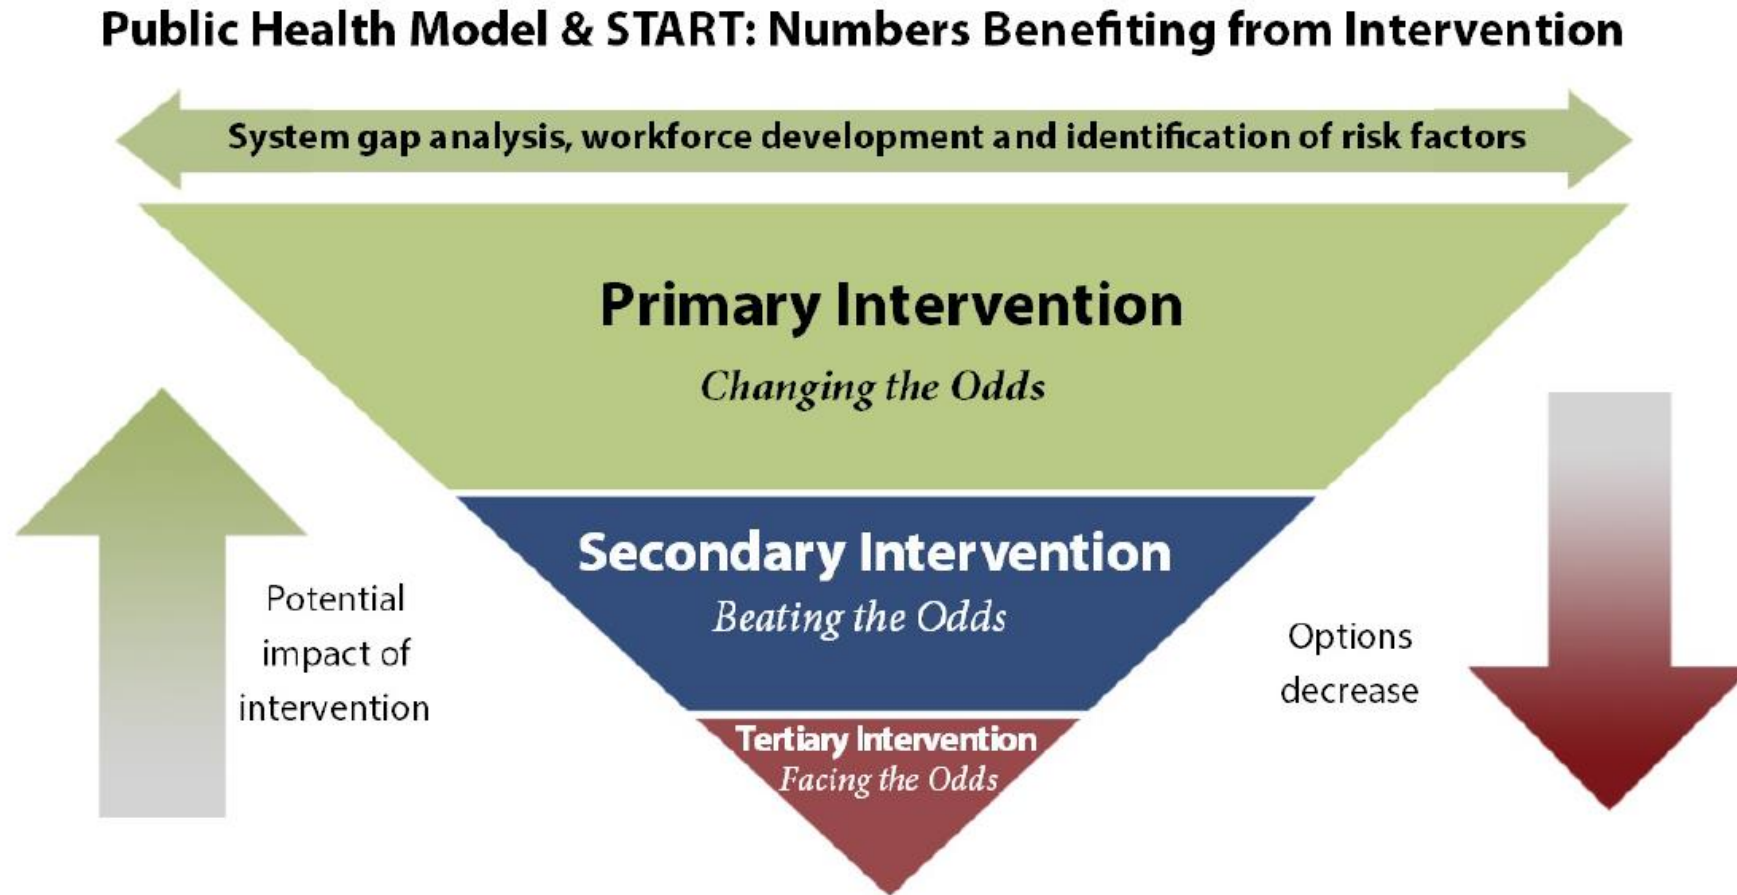 Public Health Model & START: Numbers Benefiting from Intervention
System gap analysis, workforce development and identification of risk factors
Primary Intervention
Changing the Odds
Secondary Intervention
Beating the Odds
Potential
impact of
intervention
Options
decrease
Tertiary Intervention
Facing the Odds